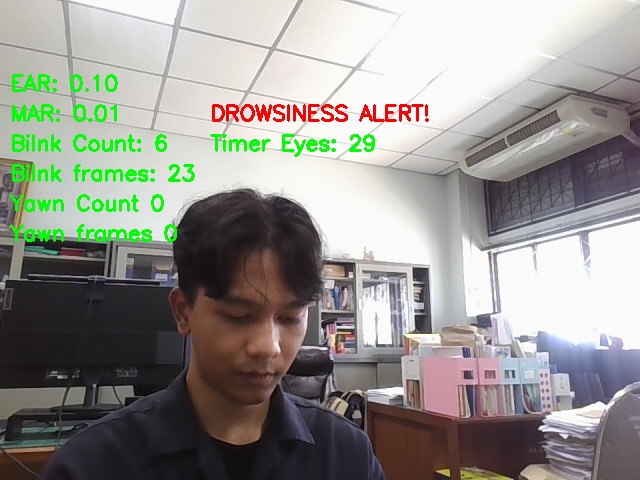 EAR: 0.10
MAR: 0.01
DROWSINESS ALERT!
Bilnk Count: 6
Timer Eyes: 29
Bilnk frames: 23
Yawn Count 0
Yawn frames 0